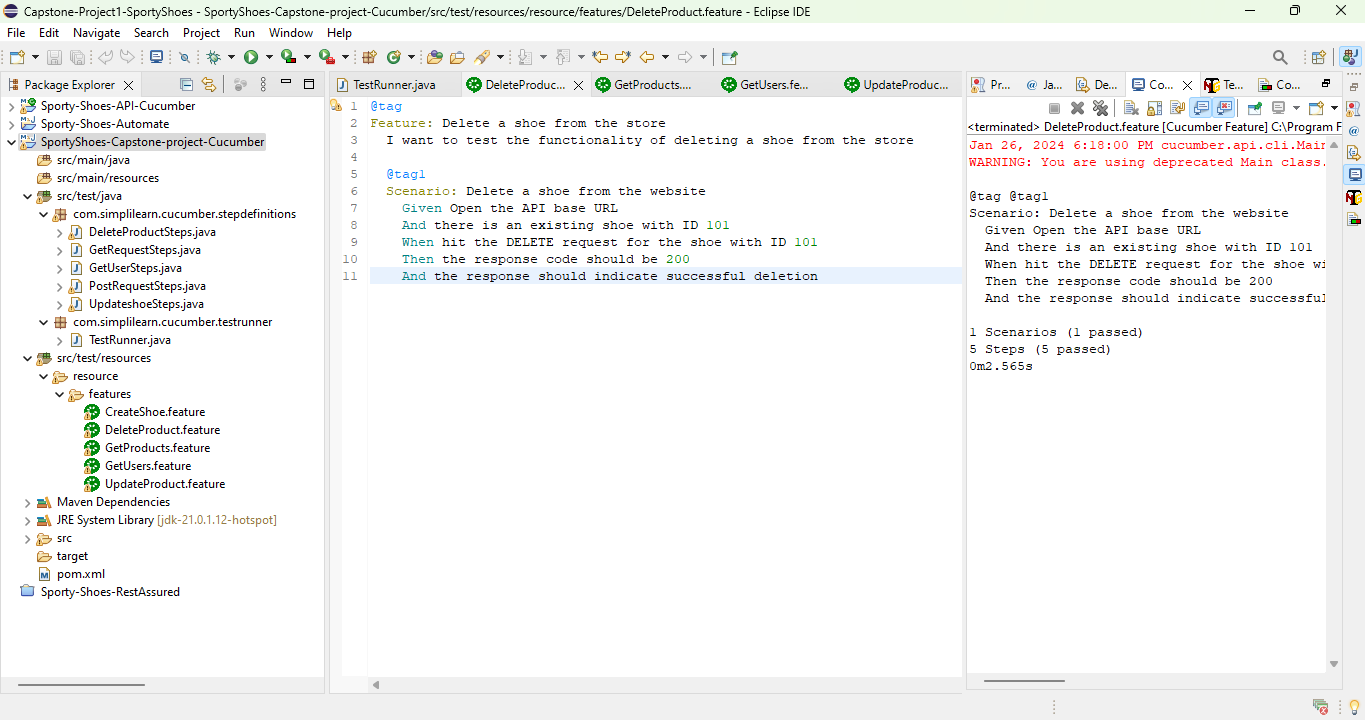 Capstone-Project1-SportyShoes - SportyShoes-Capstone-project-Cucumber/src/test/resources/resource/features/DeleteProduct.feature - Eclipse IDE
File Edit Navigate Search Project Run Window Help
Package Explorer
Sporty-Shoes-API-Cucumber
Sporty-Shoes-Automate
SportyShoes-Capstone-project-Cucumber
src/main/java
src/main/resources
src/test/java
com.simplilearn.cucumber.stepdefinitions
DeleteProductSteps.java
GetRequestSteps.java
GetUserSteps.java
PostRequestSteps.java
UpdateshoeSteps.java
com.simplilearn.cucumber.testrunner
TestRunner.java
src/test/resources
resource
features
CreateShoe.feature
DeleteProduct.feature
GetProducts.feature
GetUsers.feature
UpdateProduct.feature
Maven Dependencies
JRE System Library [jdk-21.0.1.12-hotspot]
src
target
pom.xml
Sporty-Shoes-RestAssured
TestRunner.java DeleteProduc... GetProducts.... GetUsers.fe... UpdateProduc...
1 @tag
2 Feature: Delete a shoe from the store
3 I want to test the functionality of deleting a shoe from the store
4
5 @tag1
6 Scenario: Delete a shoe from the website
7 Given Open the API base URL
8 And there is an existing shoe with ID 101
9 When hit the DELETE request for the shoe with ID 101
10 Then the response code should be 200
11 And the response should indicate successful deletion
Pr... @ Ja... De... Co... Te... Co...
<terminated> DeleteProduct.feature [Cucumber Feature] C:\Program F
Jan 26, 2024 6:18:00 PM cucumber.api.cli.Main
WARNING: You are using deprecated Main class.
@tag @tag1
Scenario: Delete a shoe from the website
Given Open the API base URL
And there is an existing shoe with ID 101
When hit the DELETE request for the shoe wi
Then the response code should be 200
And the response should indicate successful
1 Scenarios (1 passed)
5 Steps (5 passed)
0m2.565s